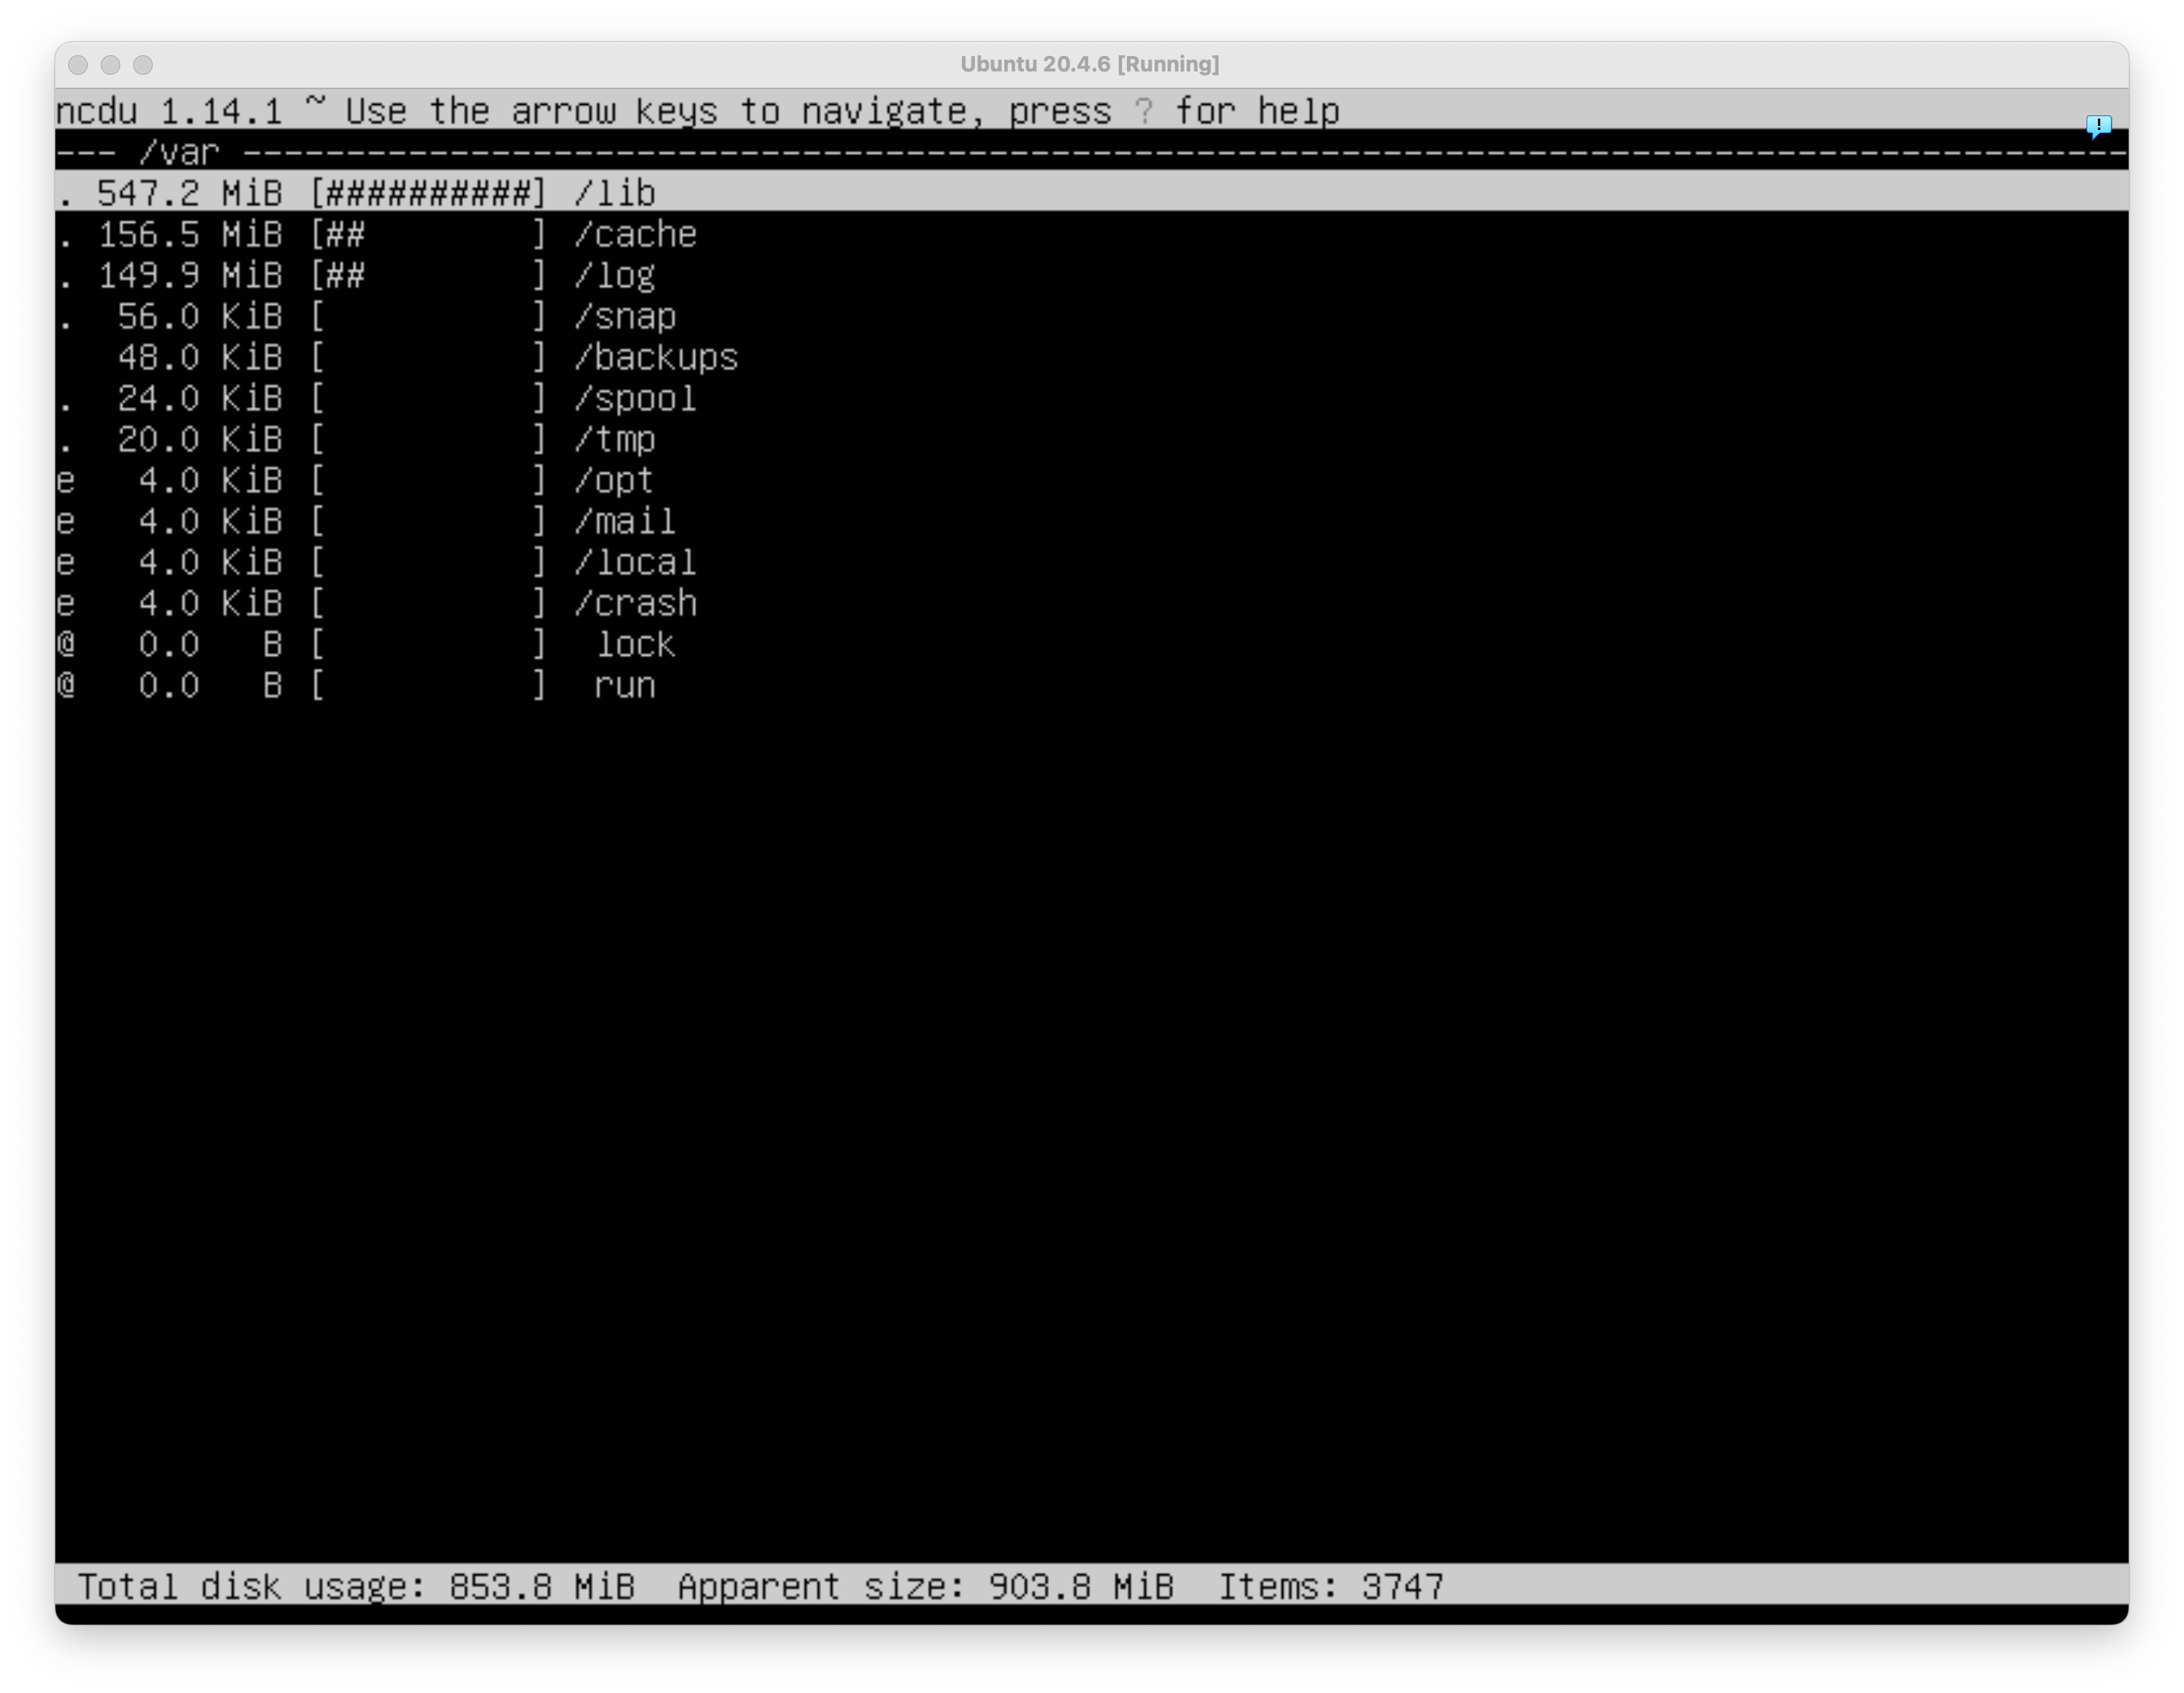 Ubuntu 20.4.6 [Running]
ncdu 1.14.1 ~ Use the arrow keys to navigate, press ? for help
--- /var ----------------------------------------------------------------------------------------------
. 547.2 MiB [##########] /lib
. 156.5 MiB [##        ] /cache
. 149.9 MiB [##        ] /log
.  56.0 KiB [          ] /snap
   48.0 KiB [          ] /backups
.  24.0 KiB [          ] /spool
.  20.0 KiB [          ] /tmp
e   4.0 KiB [          ] /opt
e   4.0 KiB [          ] /mail
e   4.0 KiB [          ] /local
e   4.0 KiB [          ] /crash
@   0.0   B [          ]  lock
@   0.0   B [          ]  run
Total disk usage: 853.8 MiB  Apparent size: 903.8 MiB  Items: 3747